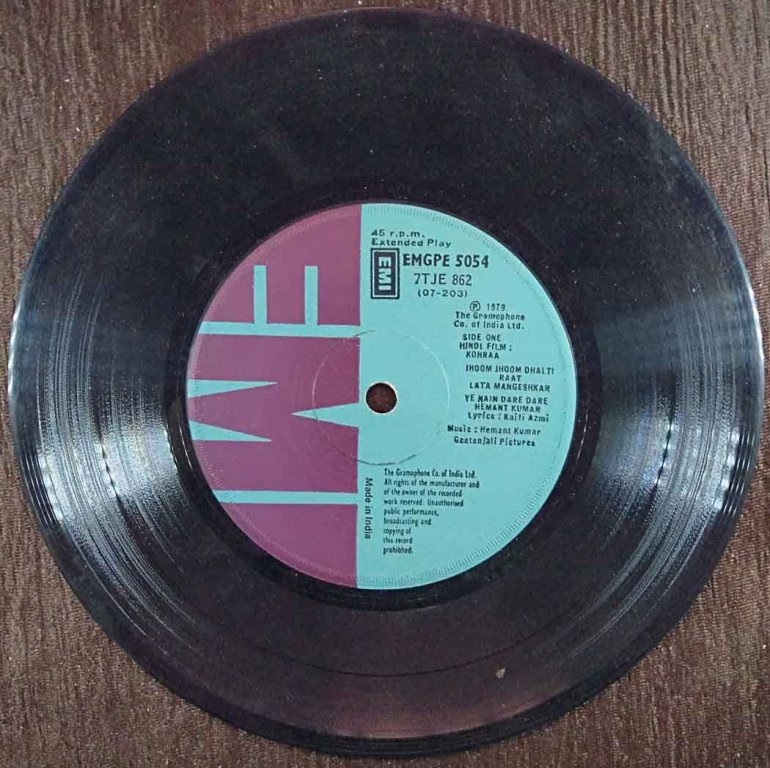 45 r.p.m.
Extended Play
EMI
EMGPE 5054
7TJE 862
(07-203)
Ⓟ 1979
The Gramophone
Co. of India Ltd.
SIDE ONE
HINDI FILM :
KOHRAA
JHOOM JHOOM DHALTI
RAAT
LATA MANGESHKAR
YE NAIN DARE DARE
HEMANT KUMAR
Lyrics : Kaifi Azmi
Music : Hemant Kumar
Geetanjali Pictures
EMI
Made in India
The Gramophone Co. of India Ltd.
All rights of the manufacturer and
of the owner of the recorded
work reserved. Unauthorised
public performance,
broadcasting and
copying of
this record
prohibited.